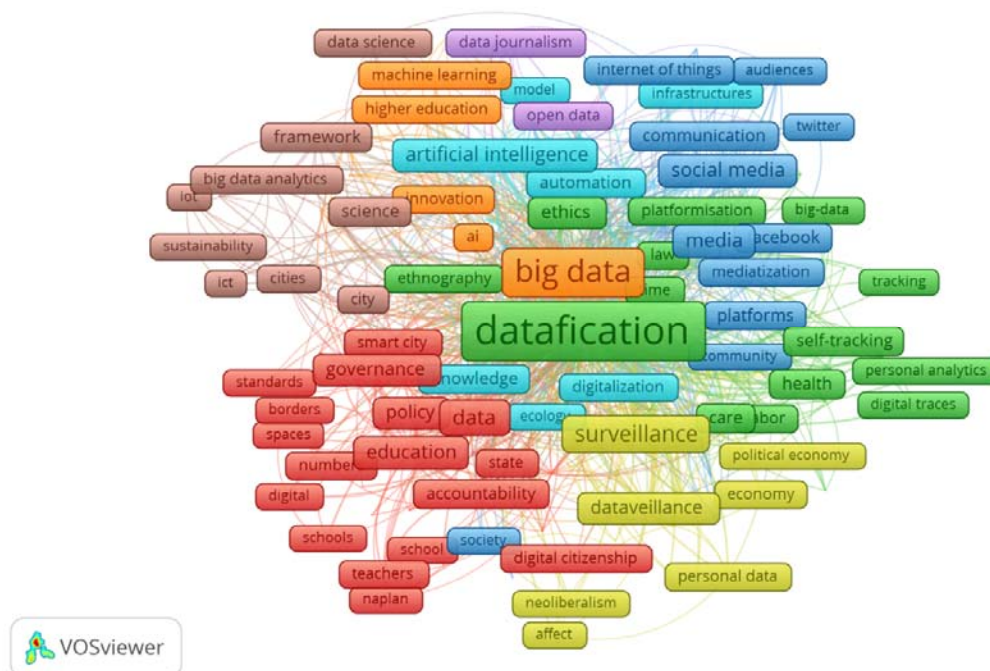 data science
data journalism
machine learning
internet of things
audiences
model
infrastructures
higher education
open data
framework
communication
twitter
artificial intelligence
social media
big data analytics
automation
iot
innovation
science
ethics
platformisation
big-data
ai
media
facebook
sustainability
law
ethnography
big data
mediatization
ict
cities
tracking
city
platforms
datafication
smart city
self-tracking
community
governance
knowledge
digitalization
health
personal analytics
standards
borders
policy
data
ecology
care
labor
digital traces
spaces
surveillance
education
political economy
number
state
digital
accountability
dataveillance
economy
schools
society
school
digital citizenship
teachers
personal data
naplan
neoliberalism
affect
VOSviewer